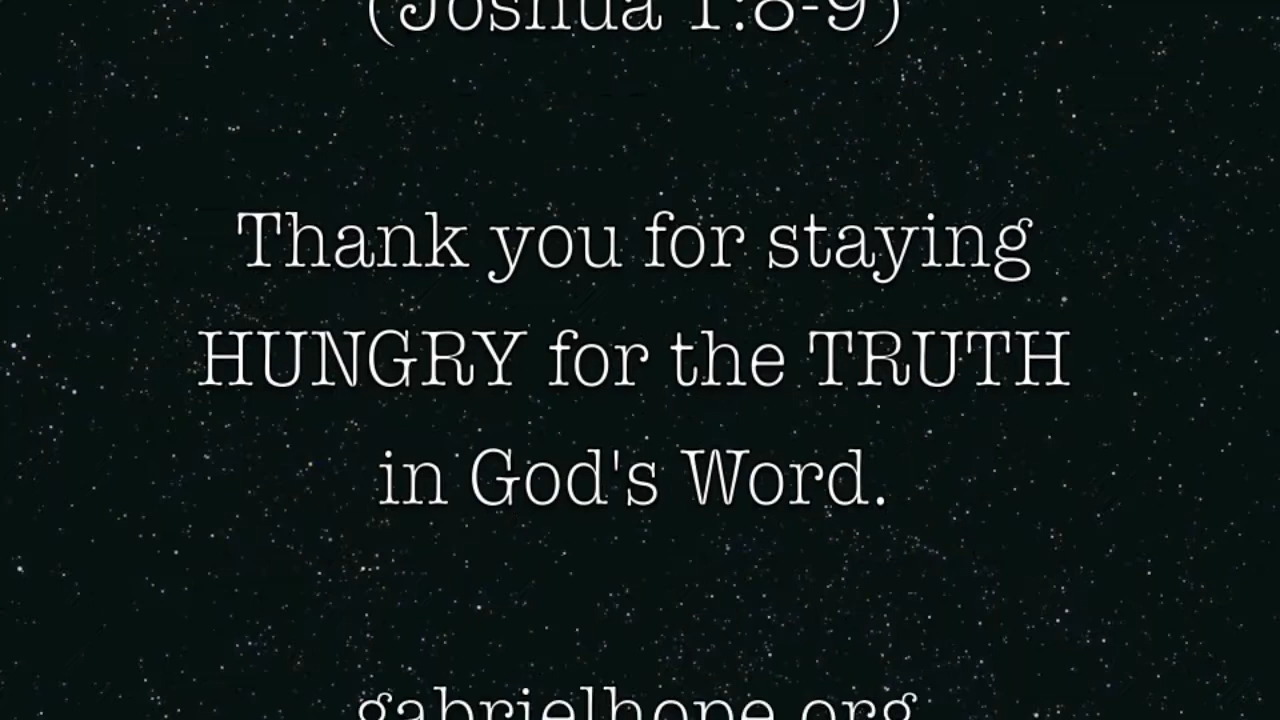 (Joshua 1:8-9)
Thank you for staying
HUNGRY for the TRUTH
in God's Word.
gabrielhope.org